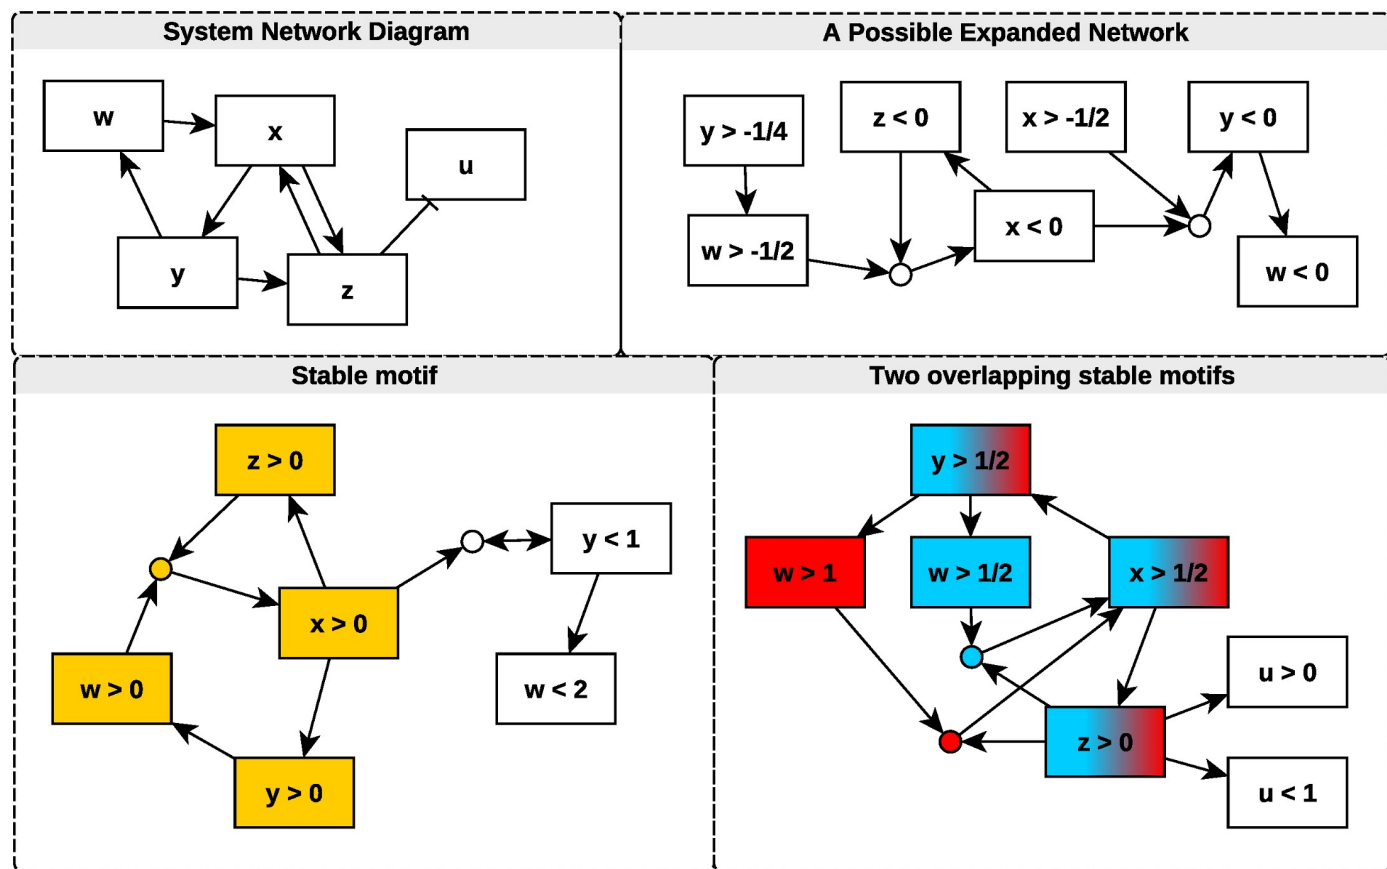 System Network Diagram
w
x
u
y
z
A Possible Expanded Network
y > -1/4
z < 0
x > -1/2
y < 0
w > -1/2
x < 0
w < 0
Stable motif
z > 0
y < 1
x > 0
w > 0
w < 2
y > 0
Two overlapping stable motifs
y > 1/2
w > 1
w > 1/2
x > 1/2
u > 0
z > 0
u < 1